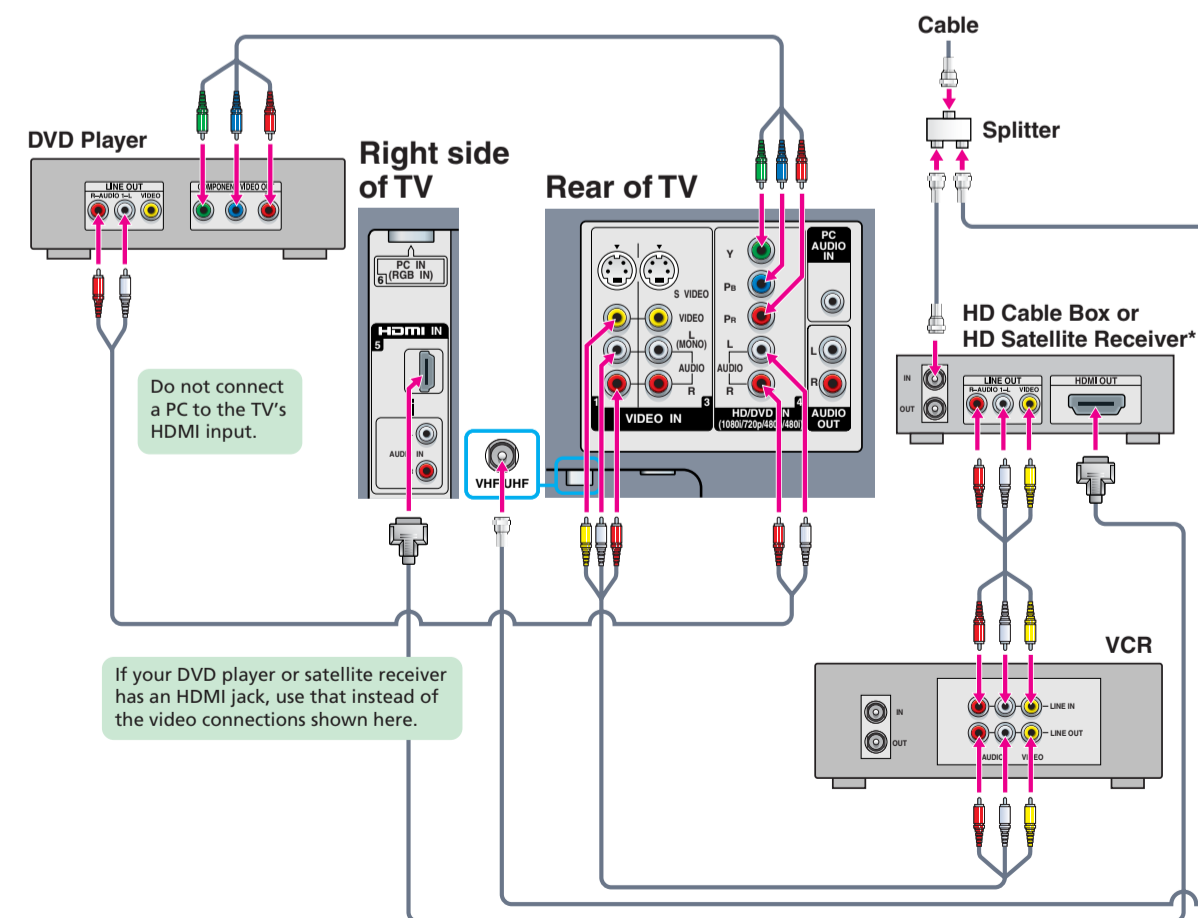 Cable
Splitter
DVD Player
LINE OUT
R–AUDIO 1–L VIDEO
COMPONENT VIDEO OUT
Right side
of TV
Rear of TV
PC IN
(RGB IN)
6
HDMI IN
5
AUDIO IN
Do not connect
a PC to the TV's
HDMI input.
VHF/UHF
S VIDEO
VIDEO
L
(MONO)
AUDIO
R
1
3
VIDEO IN
Y
PB
PR
L
AUDIO
R
4
HD/DVD IN
(1080i/720p/480p/480i)
PC
AUDIO
IN
L
R
AUDIO
OUT
HD Cable Box or
HD Satellite Receiver*
IN
OUT
LINE OUT
R–AUDIO 1–L VIDEO
HDMI OUT
If your DVD player or satellite receiver
has an HDMI jack, use that instead of
the video connections shown here.
VCR
IN
OUT
LINE IN
LINE OUT
AUDIO
VIDEO